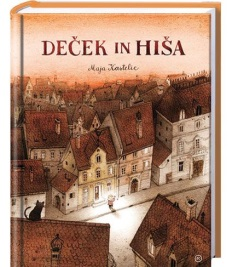 DEČEK IN HIŠA
Maja Kastelic